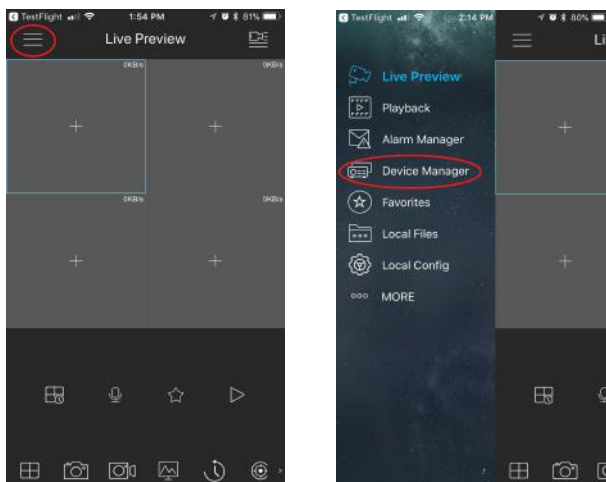 TestFlight 1:54 PM 81%
Live Preview
0KB/s 0KB/s
0KB/s 0KB/s
TestFlight 2:14 PM 80%
Li
Live Preview
Playback
Alarm Manager
Device Manager
Favorites
Local Files
Local Config
MORE